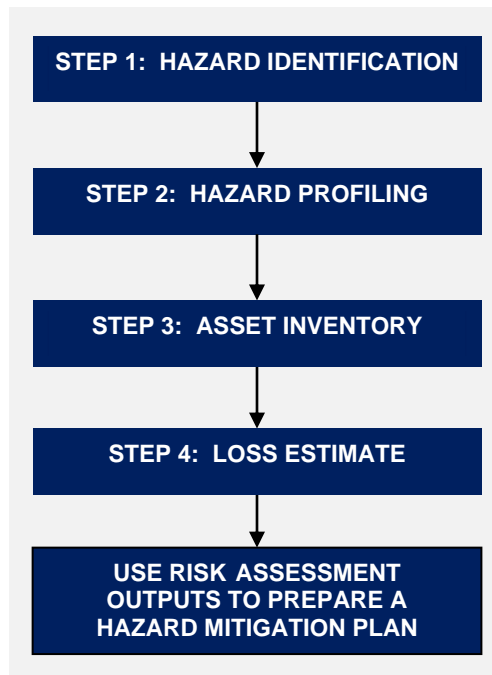 STEP 1: HAZARD IDENTIFICATION
STEP 2: HAZARD PROFILING
STEP 3: ASSET INVENTORY
STEP 4: LOSS ESTIMATE
USE RISK ASSESSMENT
OUTPUTS TO PREPARE A
HAZARD MITIGATION PLAN